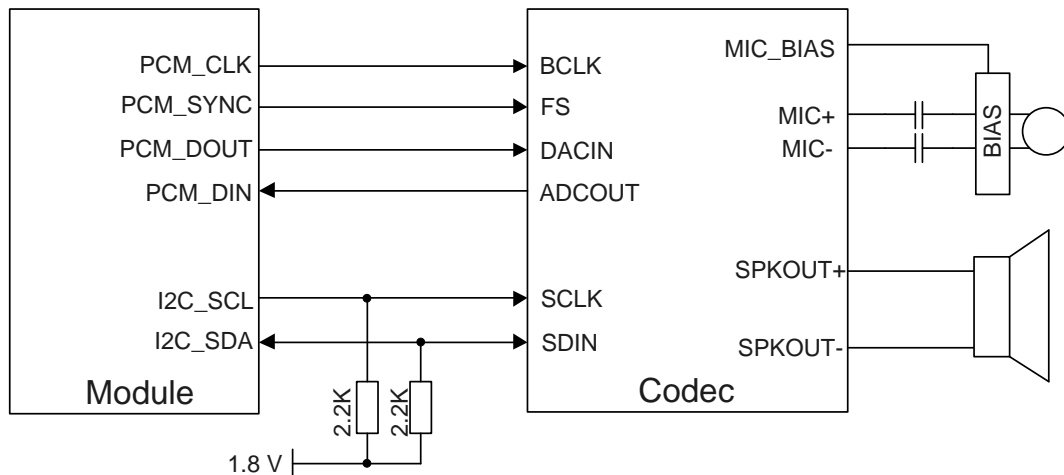 PCM_CLK
PCM_SYNC
PCM_DOUT
PCM_DIN
I2C_SCL
I2C_SDA
Module
2.2K
2.2K
1.8 V
BCLK
FS
DACIN
ADCOUT
SCLK
SDIN
MIC_BIAS
MIC+
MIC-
SPKOUT+
SPKOUT-
Codec
BIAS